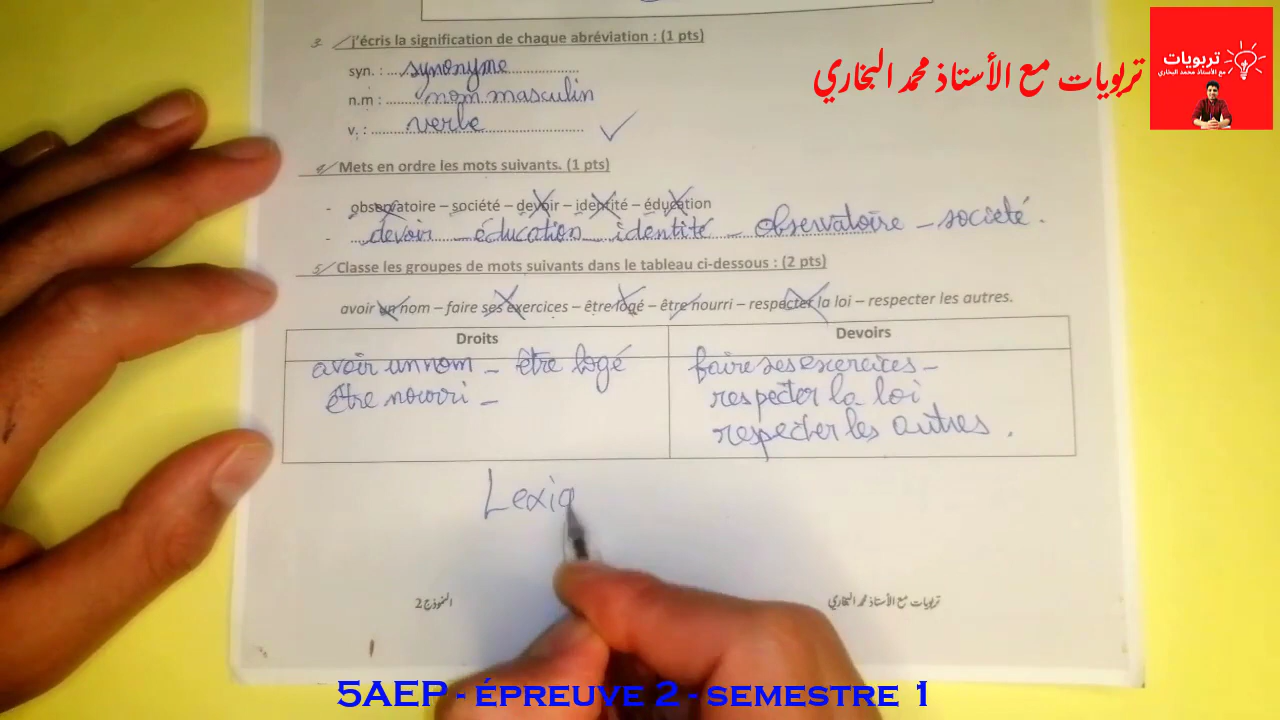 3/ j'écris la signification de chaque abréviation : (1 pts)
syn. : synonyme
n.m : nom masculin
v. : verbe
4/ Mets en ordre les mots suivants. (1 pts)
- observatoire – société – devoir – identité – éducation
- devoir – éducation – identité – observatoire – societé.
5/ Classe les groupes de mots suivants dans le tableau ci-dessous : (2 pts)
avoir un nom – faire ses exercices – être logé – être nourri – respecter la loi – respecter les autres.
Droits
Devoirs
avoir un nom – être logé
être nourri –
faire ses exercices –
respecter la loi
respecter les autres.
Lexiq
النموذج 2
تربويات مع الأستاذ محمد البخاري
تربويات مع الأستاذ محمد البخاري
تربويات
مع الأستاذ محمد البخاري
5AEP - épreuve 2 - semestre 1